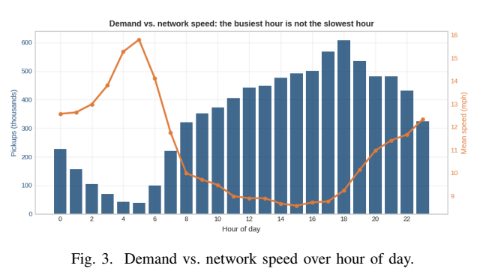 Demand vs. network speed: the busiest hour is not the slowest hour
600
500
400
300
200
100
0
Pickups (thousands)
16
15
14
13
12
11
10
9
Mean speed (mph)
0 2 4 6 8 10 12 14 16 18 20 22
Hour of day
Fig. 3. Demand vs. network speed over hour of day.